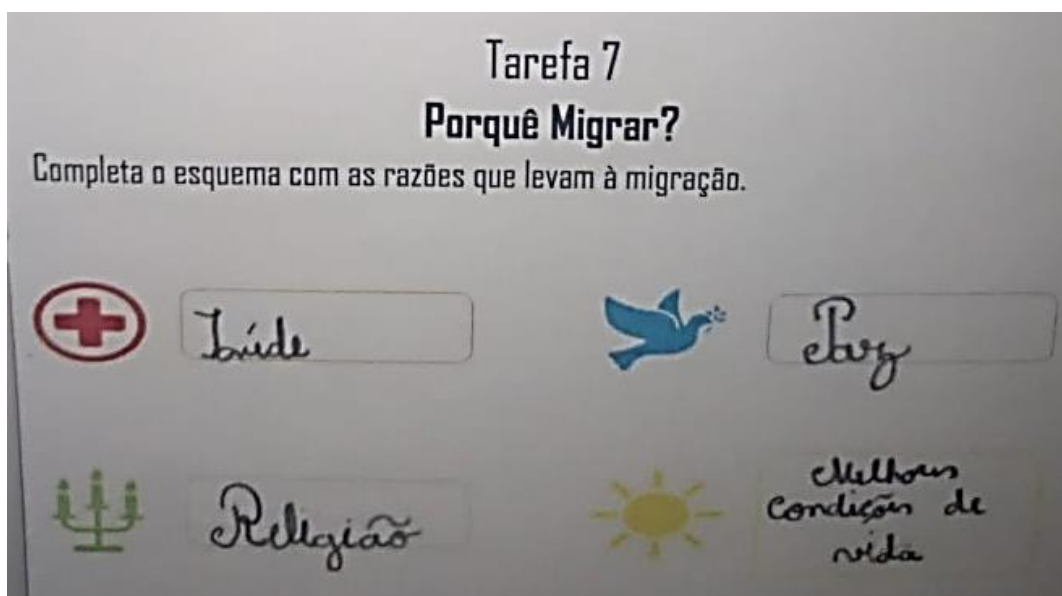 Tarefa 7
Porquê Migrar?
Completa o esquema com as razões que levam à migração.
Saúde
Paz
Religião
Melhores
condições de
vida